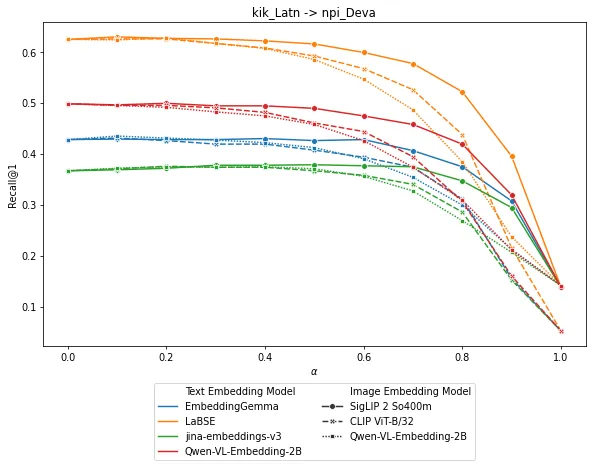 kik_Latn -> npi_Deva
Recall@1
0.6
0.5
0.4
0.3
0.2
0.1
0.0 0.2 0.4 0.6 0.8 1.0
α
Text Embedding Model Image Embedding Model
EmbeddingGemma SigLIP 2 So400m
LaBSE CLIP ViT-B/32
jina-embeddings-v3 Qwen-VL-Embedding-2B
Qwen-VL-Embedding-2B